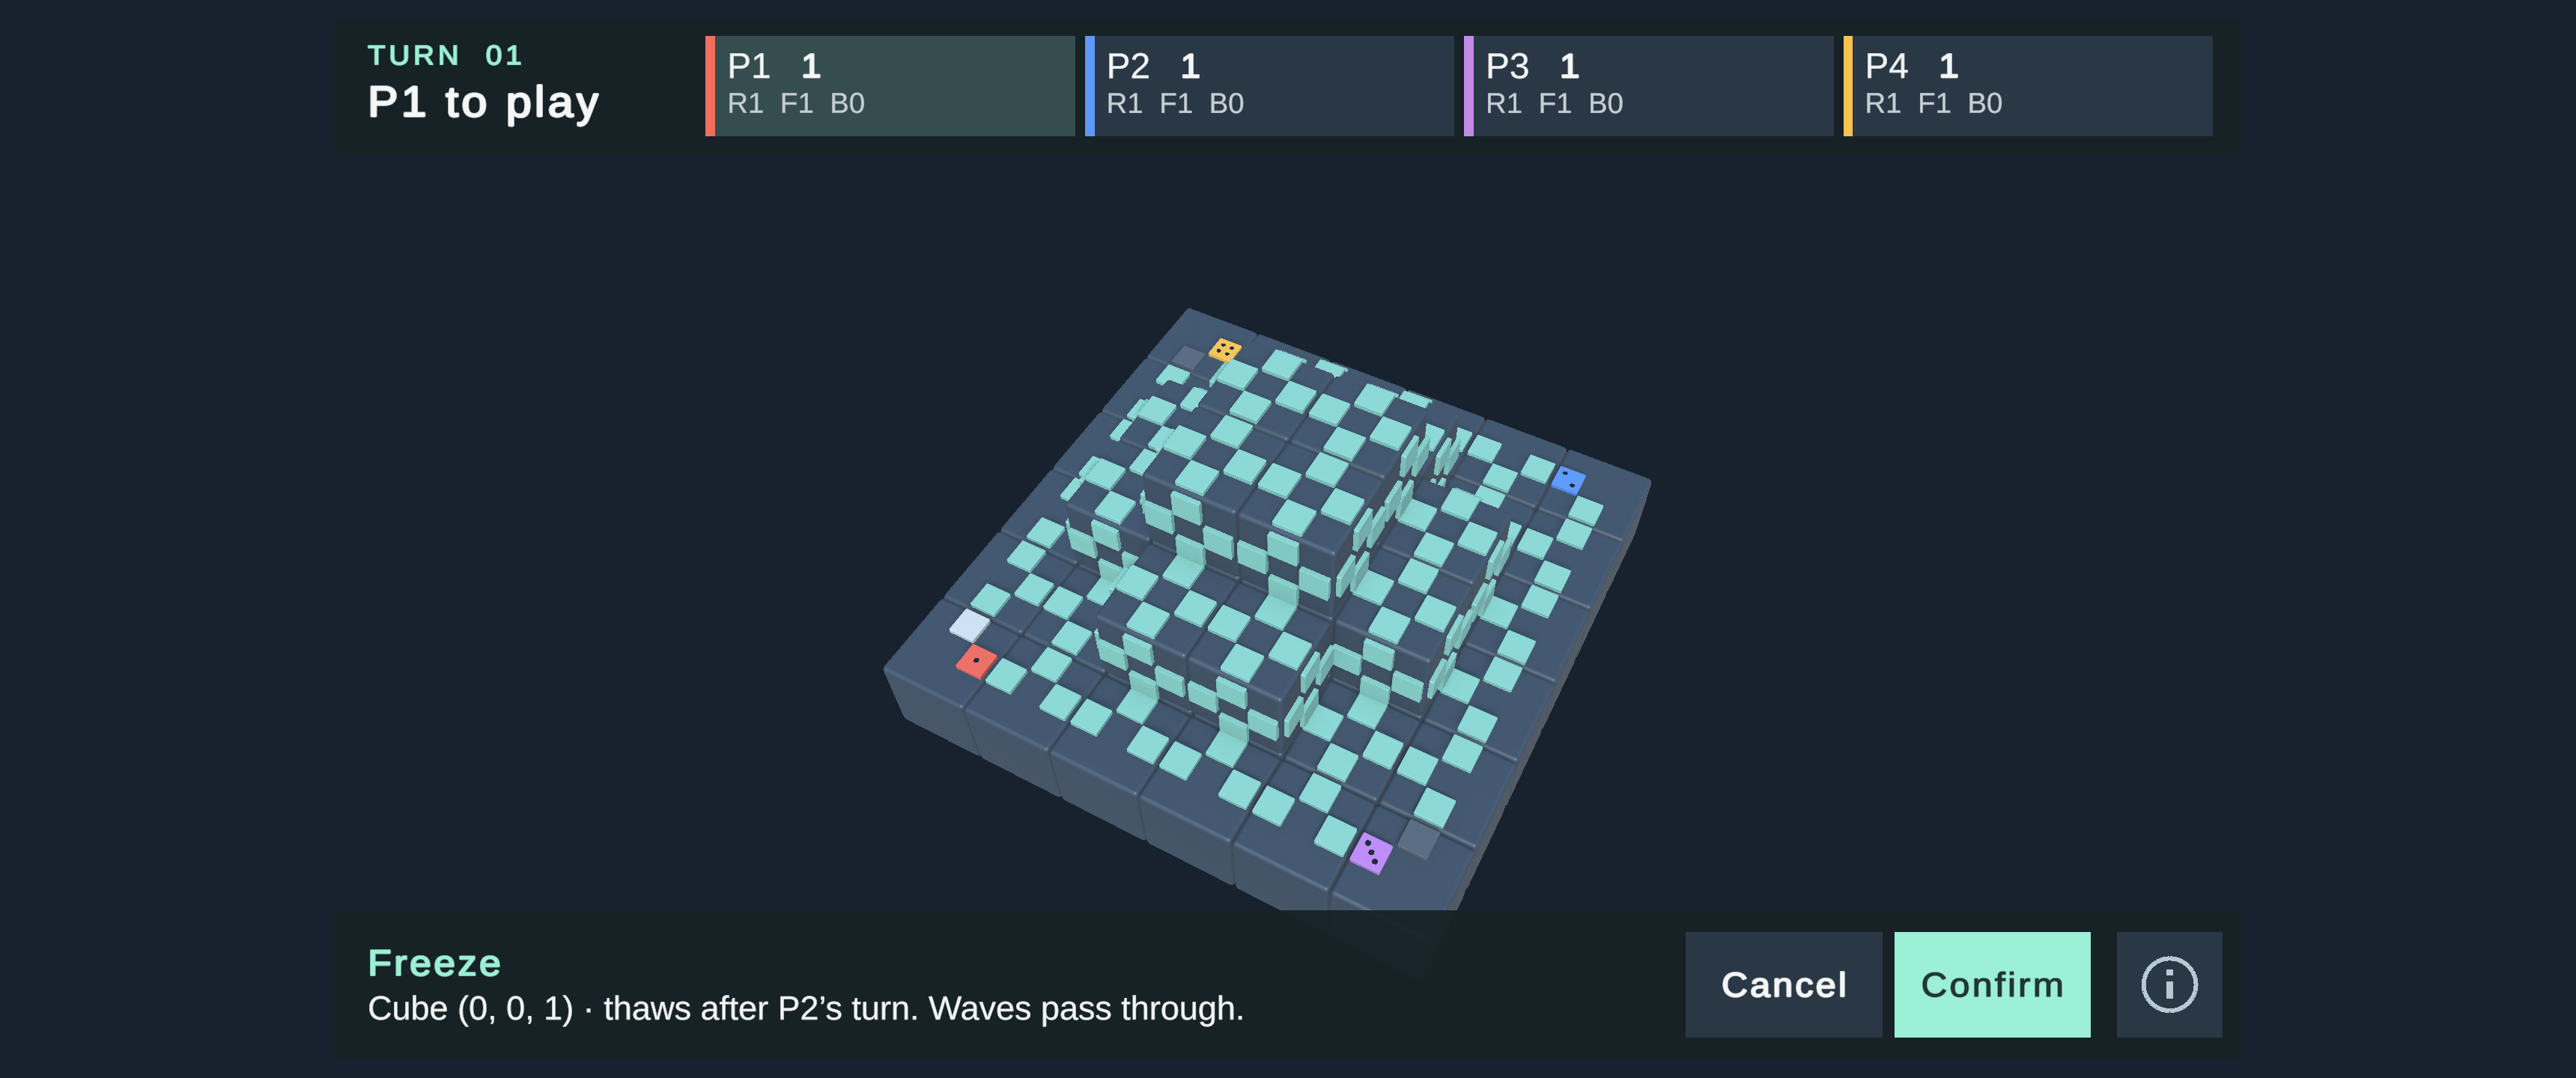 TURN 01
P1 to play
P1 1
R1 F1 B0
P2 1
R1 F1 B0
P3 1
R1 F1 B0
P4 1
R1 F1 B0
Freeze
Cube (0, 0, 1) · thaws after P2’s turn. Waves pass through.
Cancel
Confirm